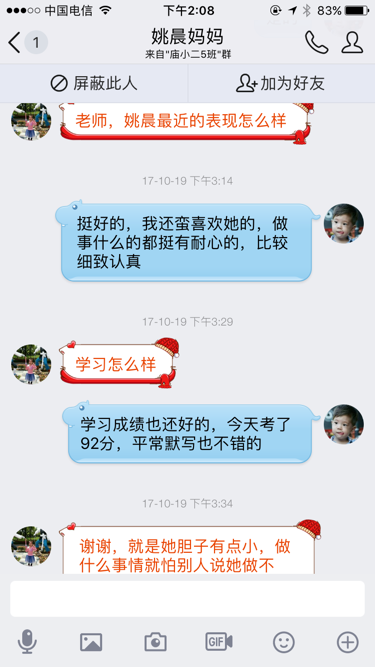 中国电信 下午2:08 83%
1 姚晨妈妈
来自"庙小二5班"群
屏蔽此人 加为好友
老师，姚晨最近的表现怎么样
17-10-19 下午3:14
挺好的，我还蛮喜欢她的，做
事什么的都挺有耐心的，比较
细致认真
17-10-19 下午3:29
学习怎么样
学习成绩也还好的，今天考了
92分，平常默写也不错的
17-10-19 下午3:34
谢谢，就是她胆子有点小，做
什么事情就怕别人说她做不
GIF